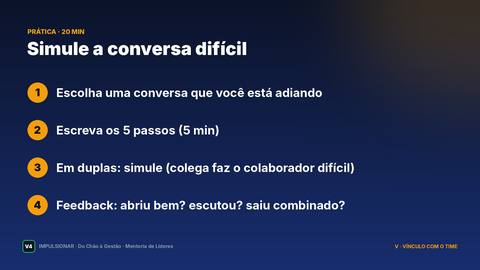 PRÁTICA · 20 MIN
Simule a conversa difícil
1 Escolha uma conversa que você está adiando
2 Escreva os 5 passos (5 min)
3 Em duplas: simule (colega faz o colaborador difícil)
4 Feedback: abriu bem? escutou? saiu combinado?
V4 IMPULSIONAR · Do Chão à Gestão · Mentoria de Líderes
V · VÍNCULO COM O TIME